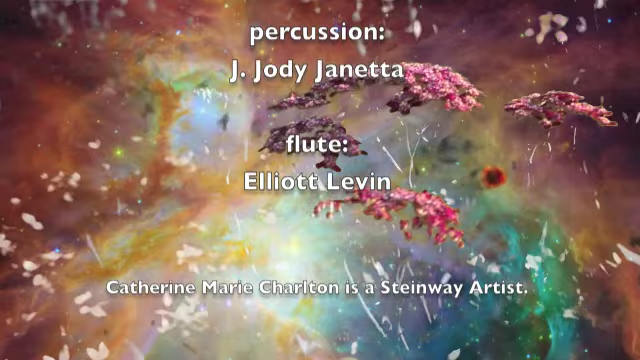 percussion:
J. Jody Janetta
flute:
Elliott Levin
Catherine Marie Charlton is a Steinway Artist.